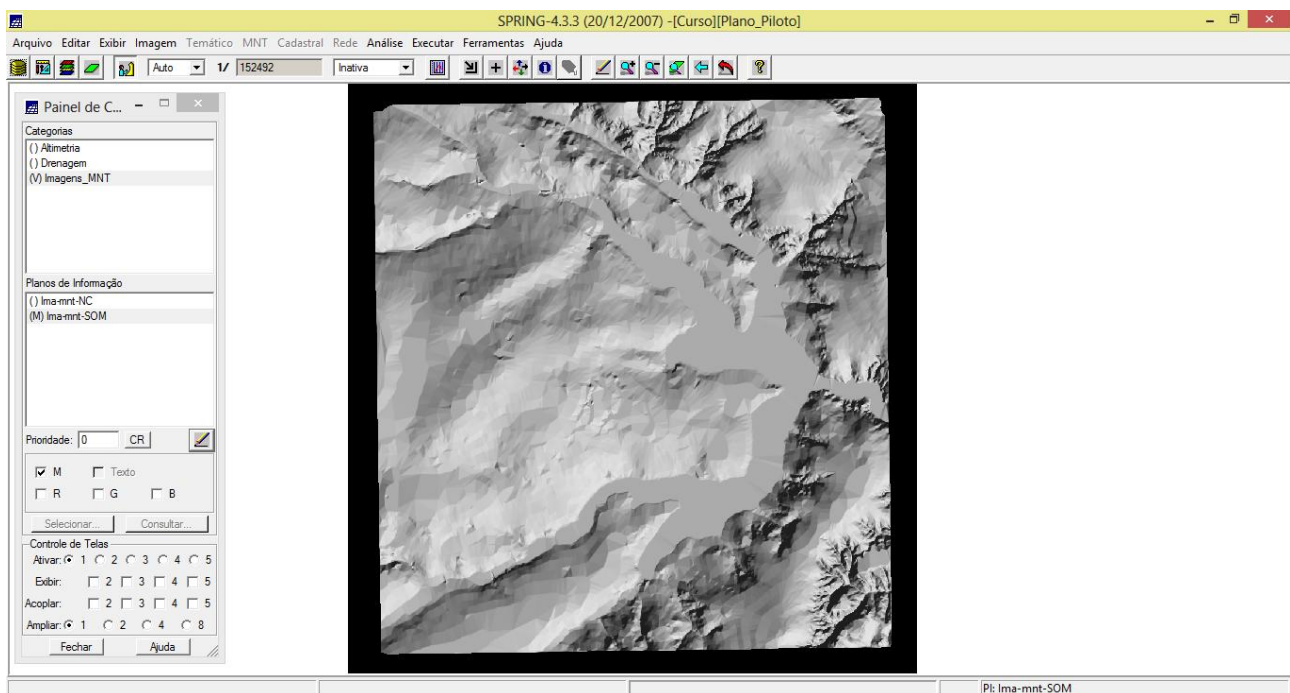 SPRING-4.3.3 (20/12/2007) -[Curso][Plano_Piloto]
Arquivo Editar Exibir Imagem Temático MNT Cadastral Rede Análise Executar Ferramentas Ajuda
Auto 1/ 152492 Inativa
Painel de C...
Categorias
() Altimetria
() Drenagem
(V) Imagens_MNT
Planos de Informação
() Ima-mnt-NC
(M) Ima-mnt-SOM
Prioridade: 0 CR
M Texto
R G B
Selecionar... Consultar...
Controle de Telas
Ativar: 1 2 3 4 5
Exibir: 2 3 4 5
Acoplar: 2 3 4 5
Ampliar: 1 2 4 8
Fechar Ajuda
PI: Ima-mnt-SOM